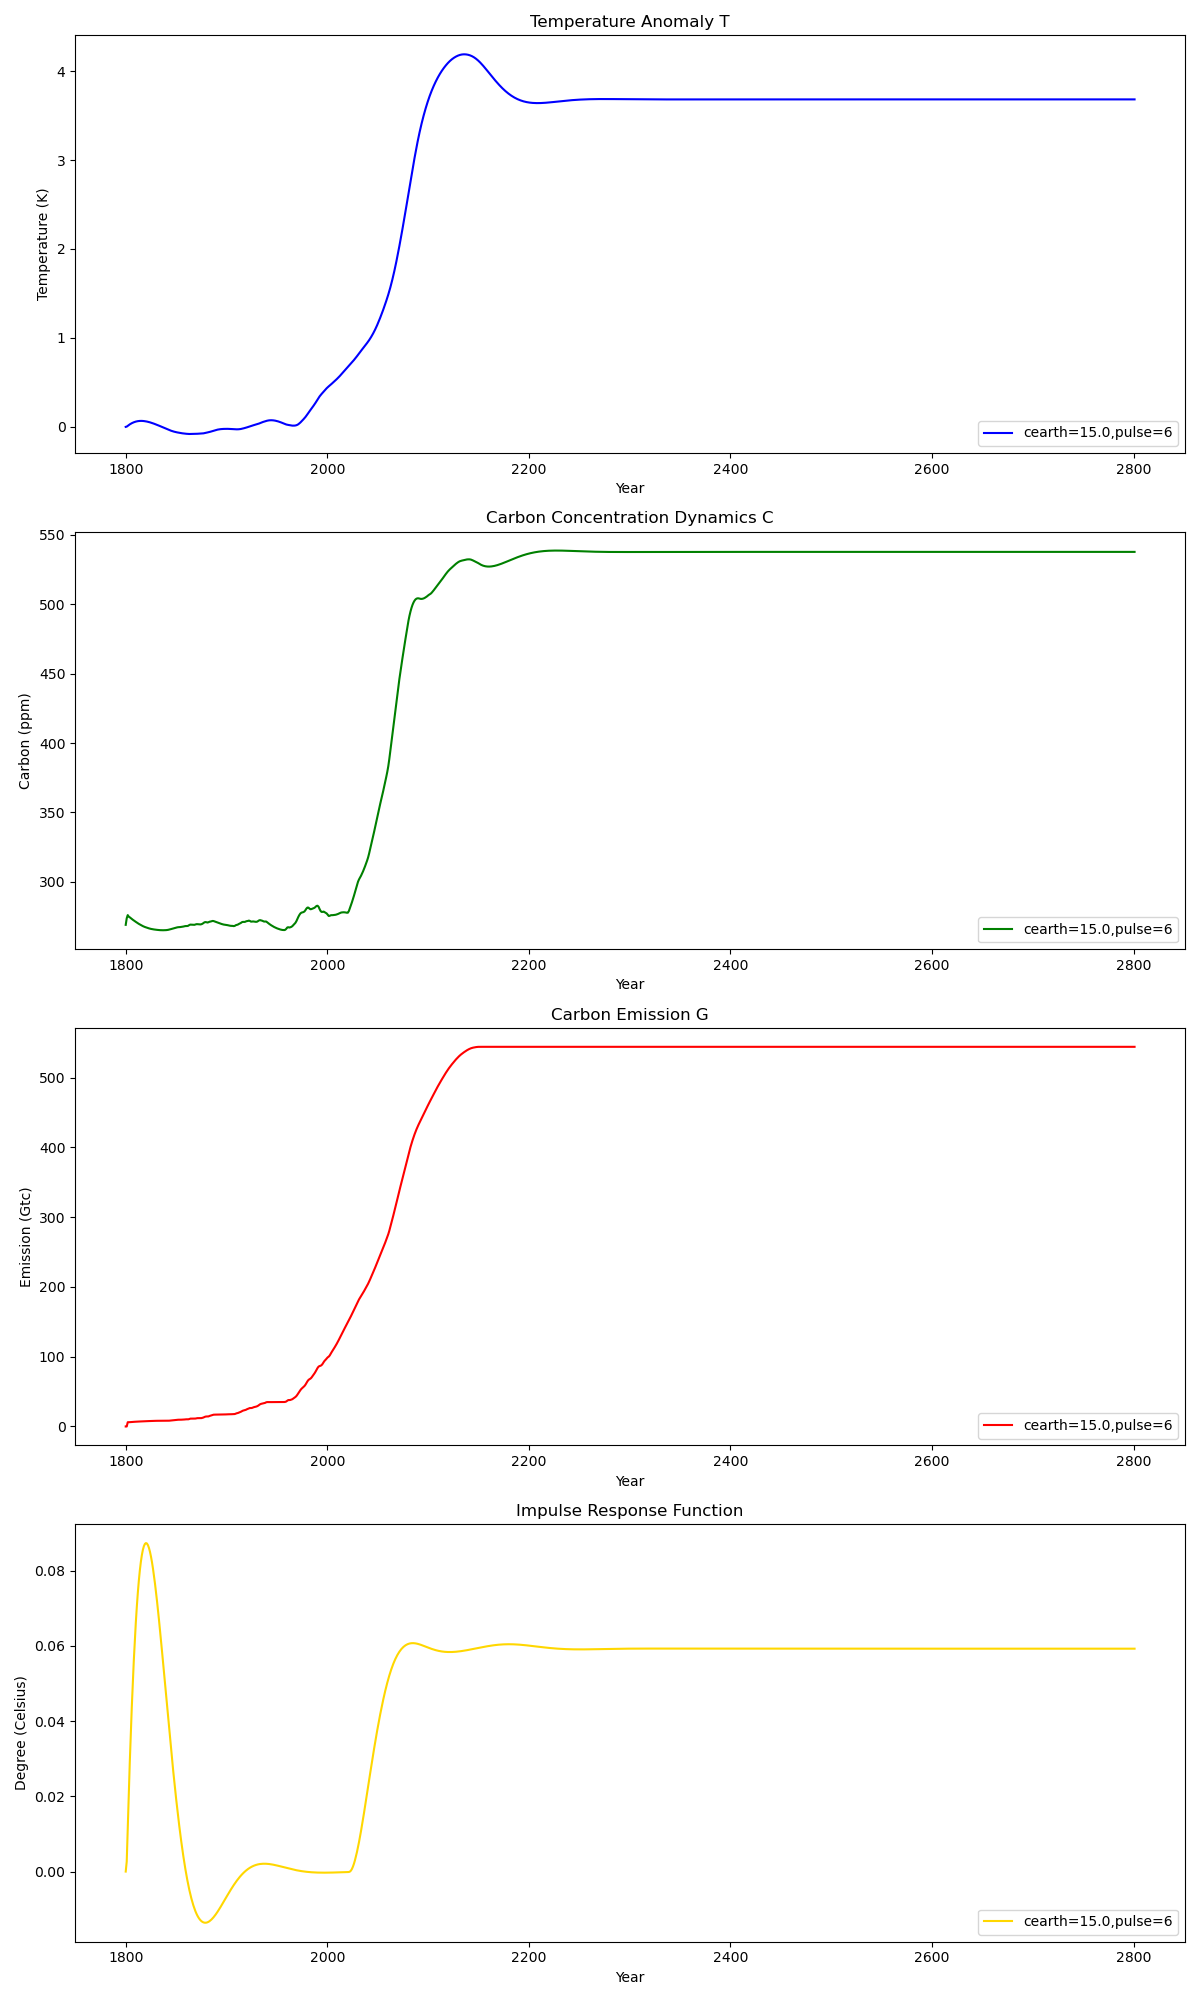 Temperature Anomaly T
4
3
2
1
0
Temperature (K)
cearth=15.0,pulse=6
1800 2000 2200 2400 2600 2800
Year
Carbon Concentration Dynamics C
550
500
450
400
350
300
Carbon (ppm)
cearth=15.0,pulse=6
1800 2000 2200 2400 2600 2800
Year
Carbon Emission G
500
400
300
200
100
0
Emission (Gtc)
cearth=15.0,pulse=6
1800 2000 2200 2400 2600 2800
Year
Impulse Response Function
0.08
0.06
0.04
0.02
0.00
Degree (Celsius)
cearth=15.0,pulse=6
1800 2000 2200 2400 2600 2800
Year